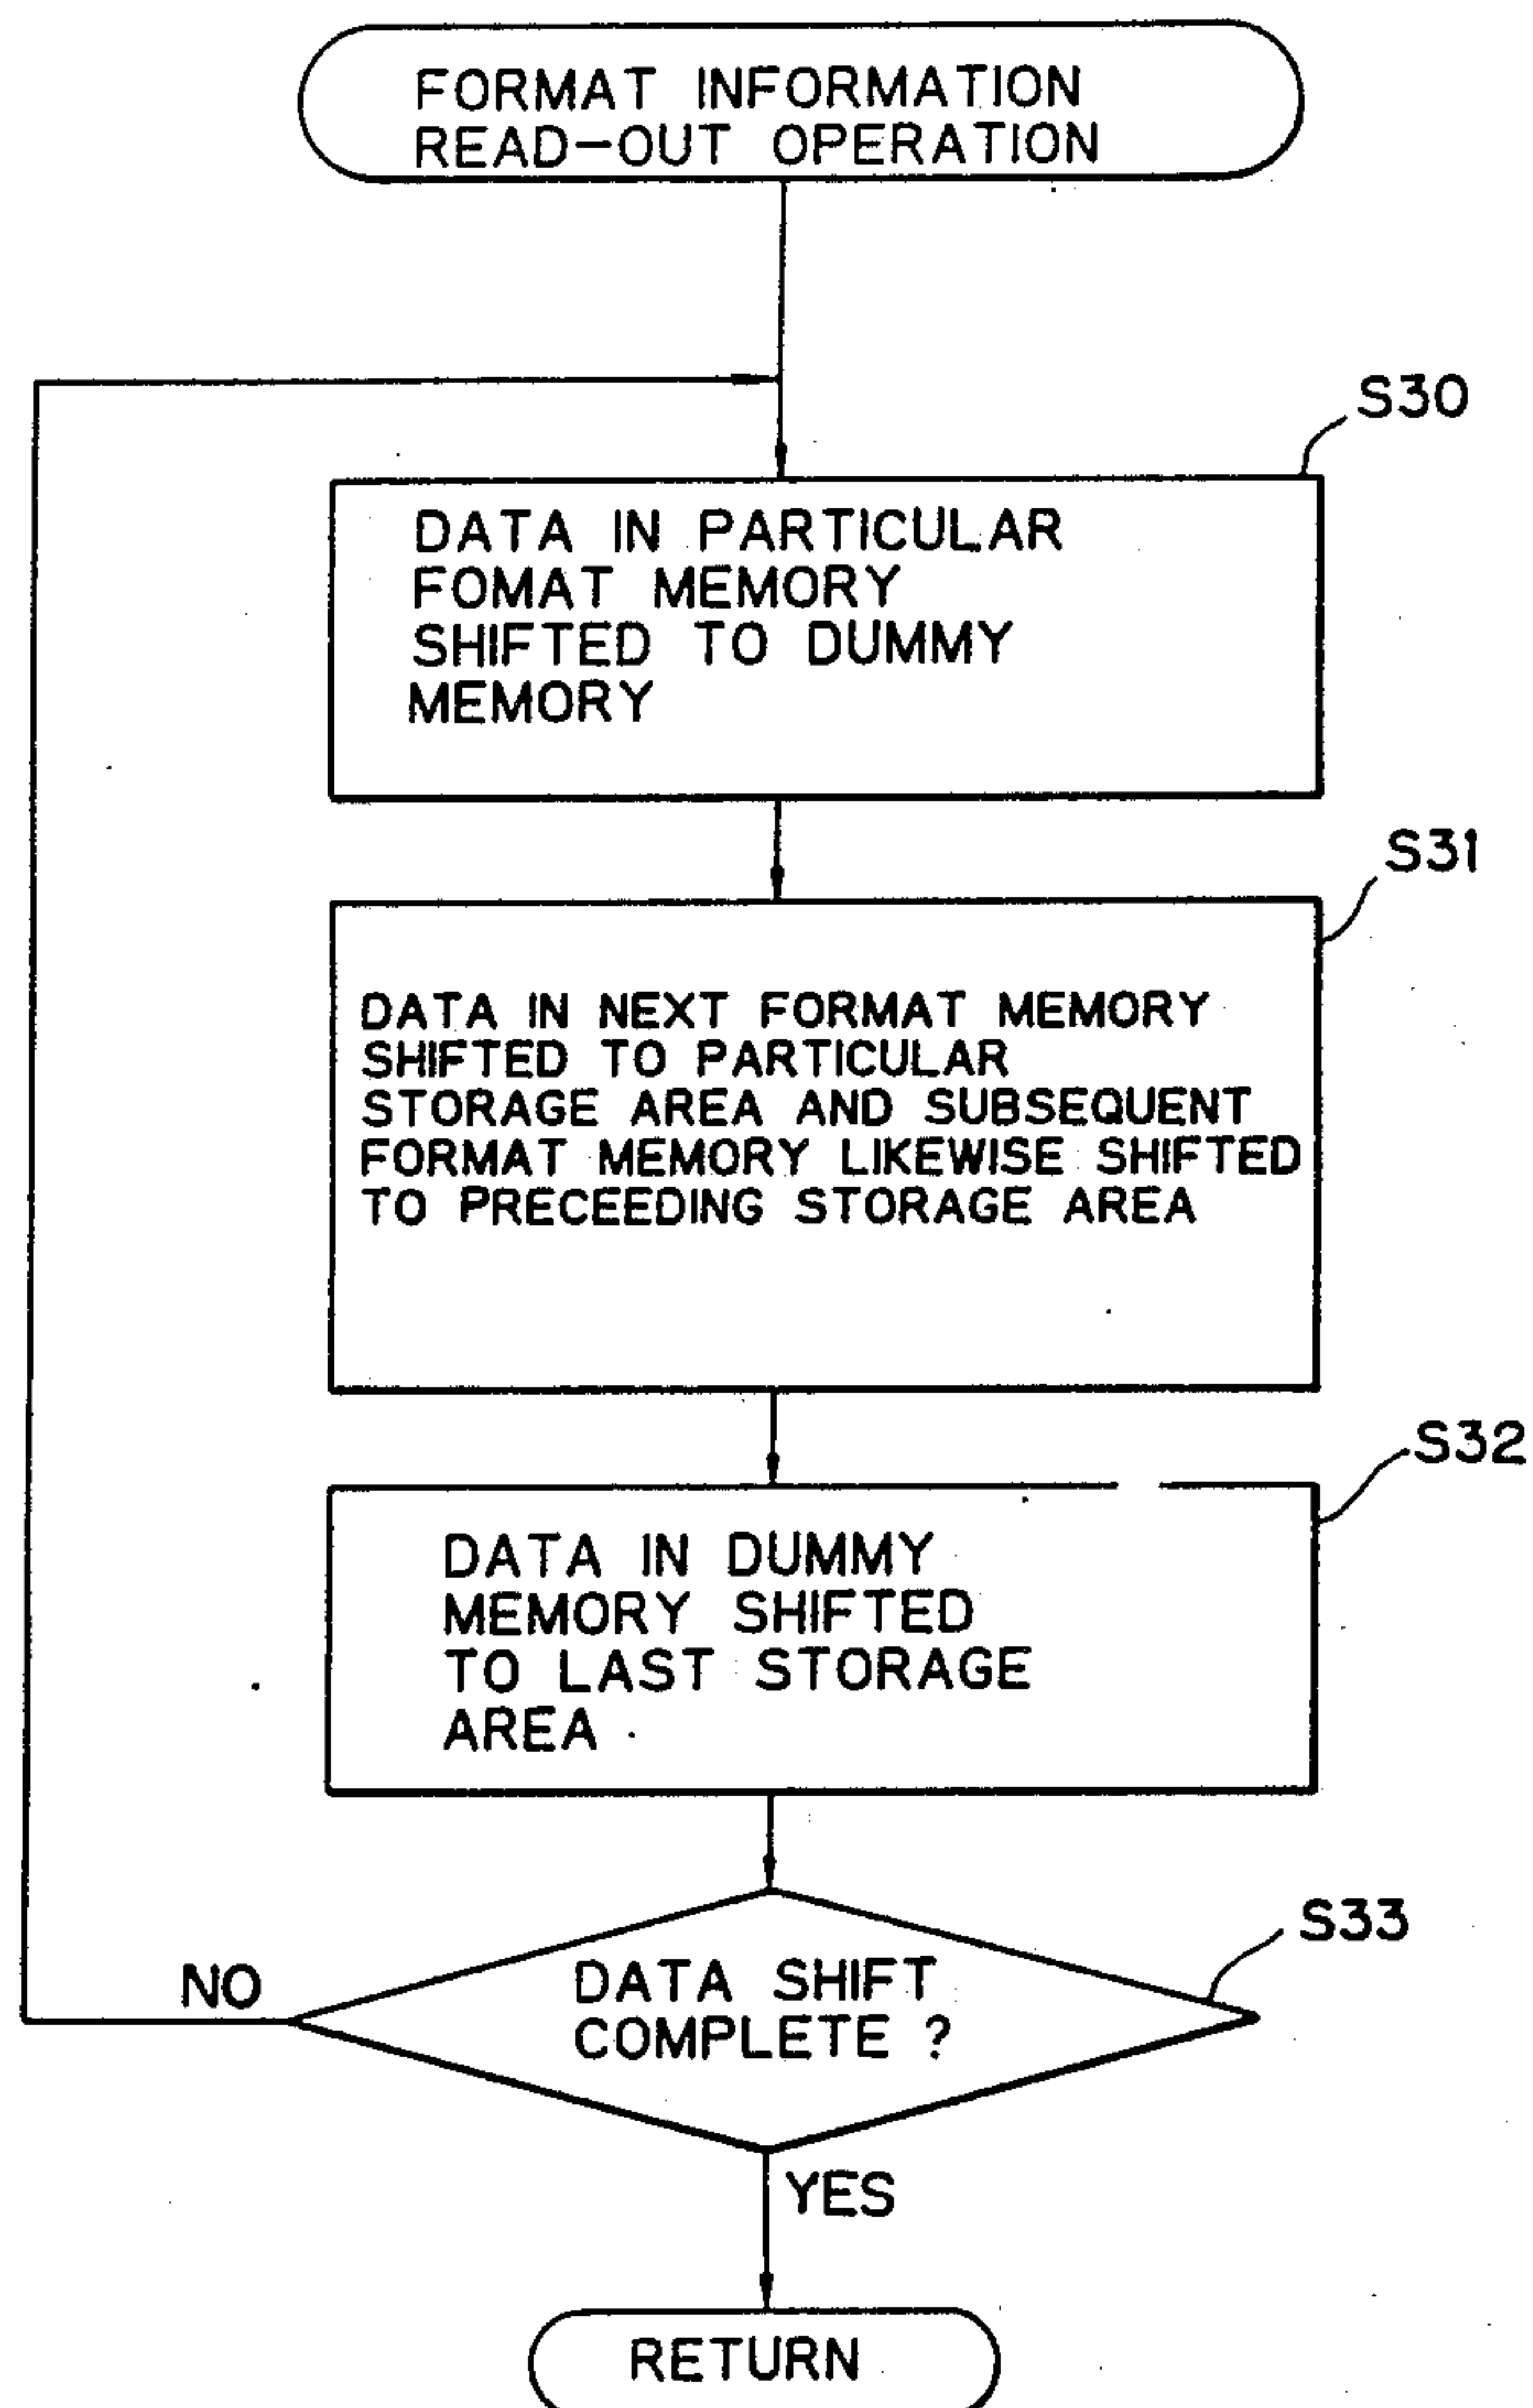 FORMAT INFORMATION
READ-OUT OPERATION
S30
DATA IN PARTICULAR
FOMAT MEMORY
SHIFTED TO DUMMY
MEMORY
S31
DATA IN NEXT FORMAT MEMORY
SHIFTED TO PARTICULAR
STORAGE AREA AND SUBSEQUENT
FORMAT MEMORY LIKEWISE SHIFTED
TO PRECEEDING STORAGE AREA
S32
DATA IN DUMMY
MEMORY SHIFTED
TO LAST STORAGE
AREA
S33
NO
DATA SHIFT
COMPLETE ?
YES
RETURN